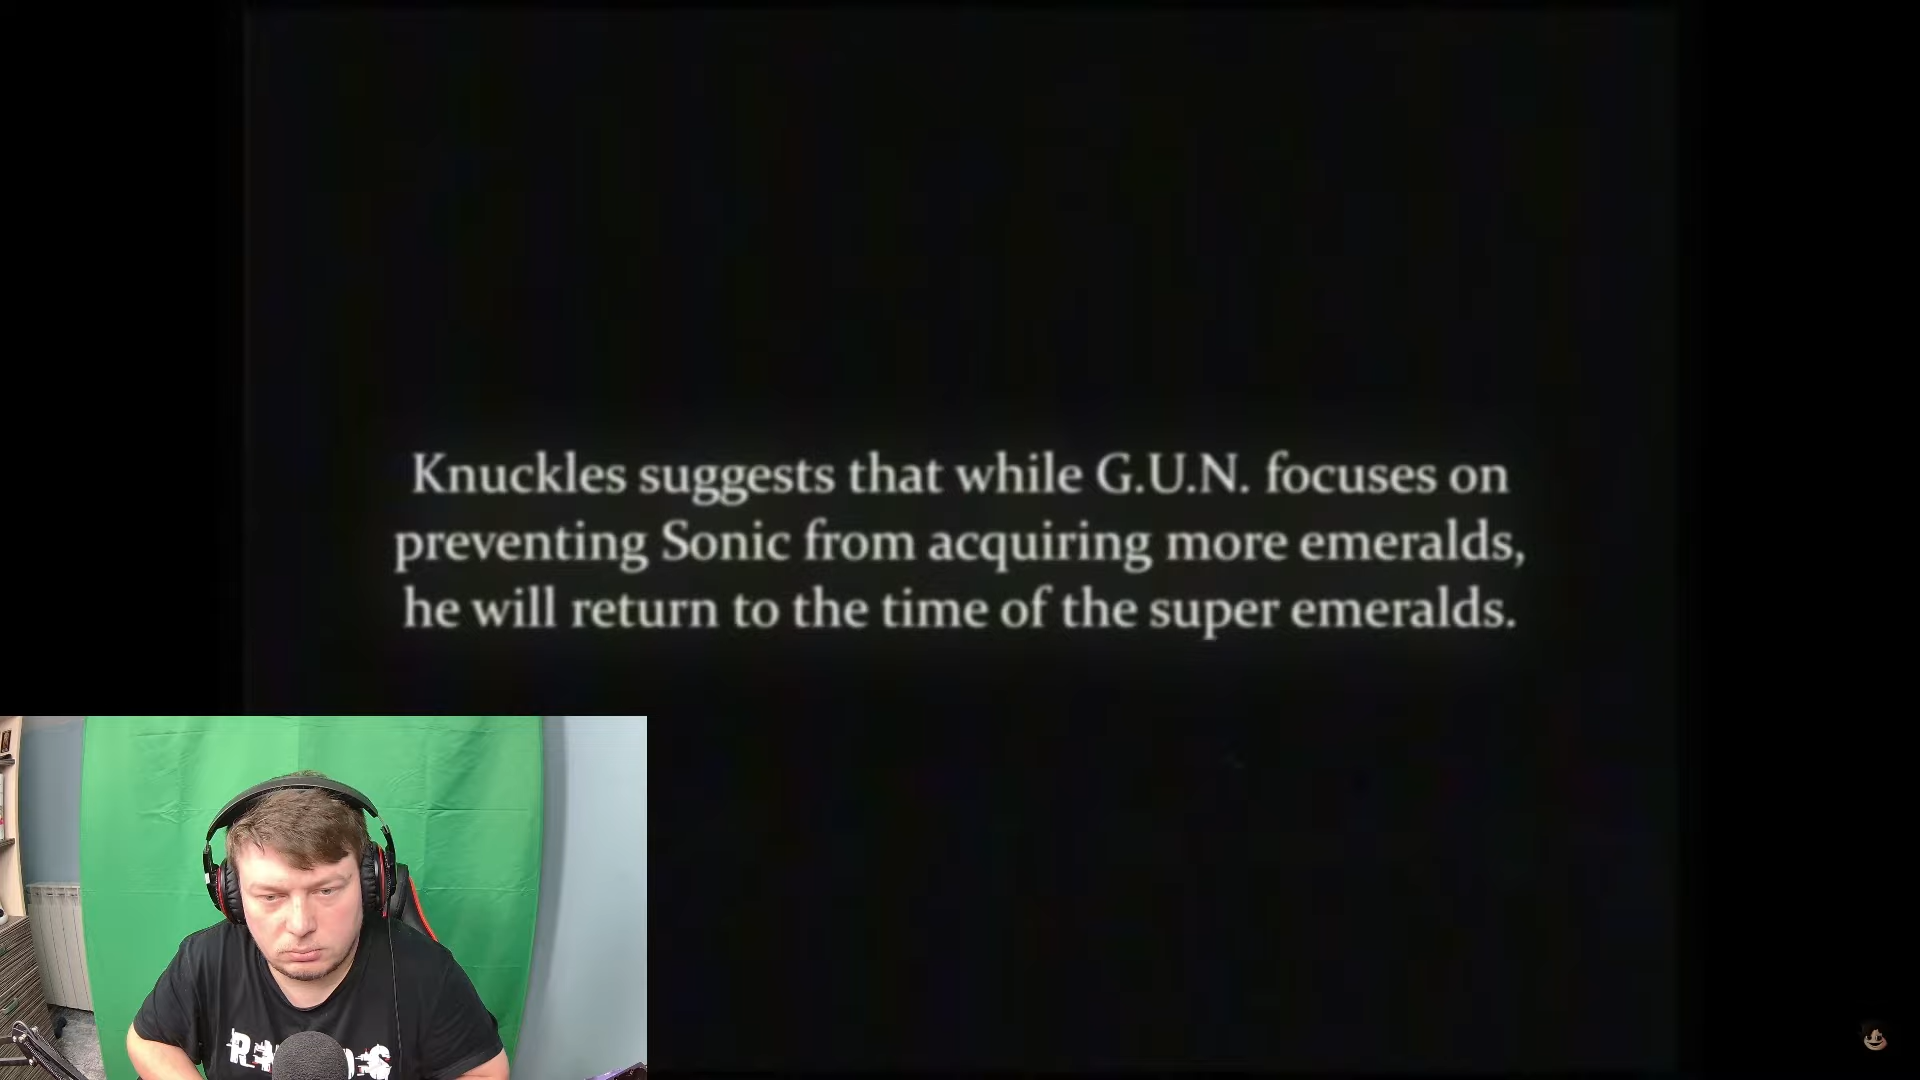 Knuckles suggests that while G.U.N. focuses on
preventing Sonic from acquiring more emeralds,
he will return to the time of the super emeralds.